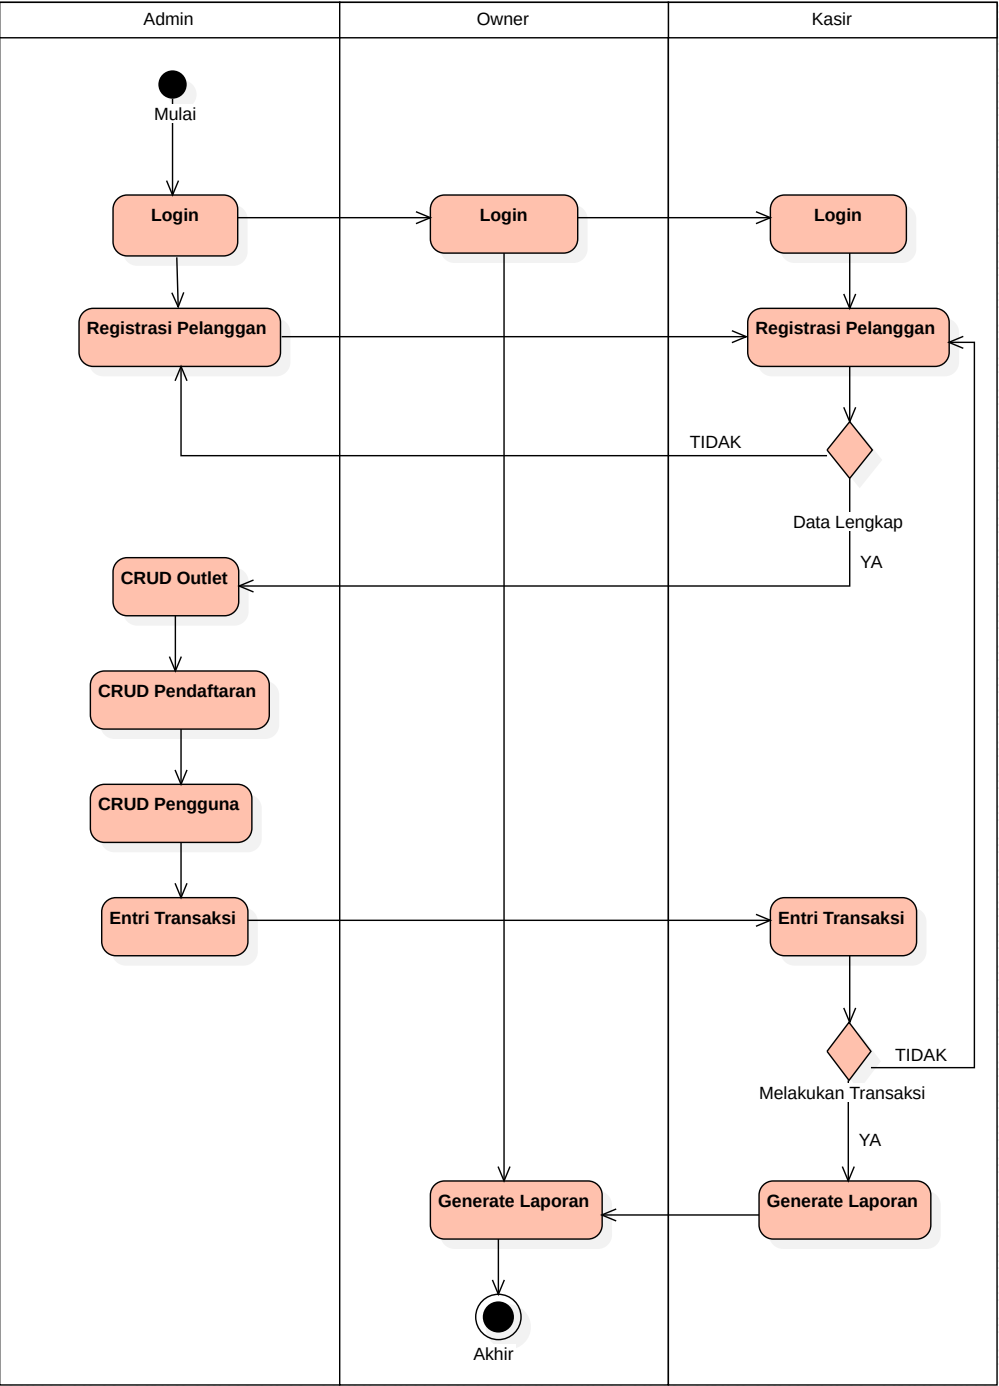 Admin
Owner
Kasir
Mulai
Login
Login
Login
Registrasi Pelanggan
Registrasi Pelanggan
TIDAK
Data Lengkap
YA
CRUD Outlet
CRUD Pendaftaran
CRUD Pengguna
Entri Transaksi
Entri Transaksi
TIDAK
Melakukan Transaksi
YA
Generate Laporan
Generate Laporan
Akhir